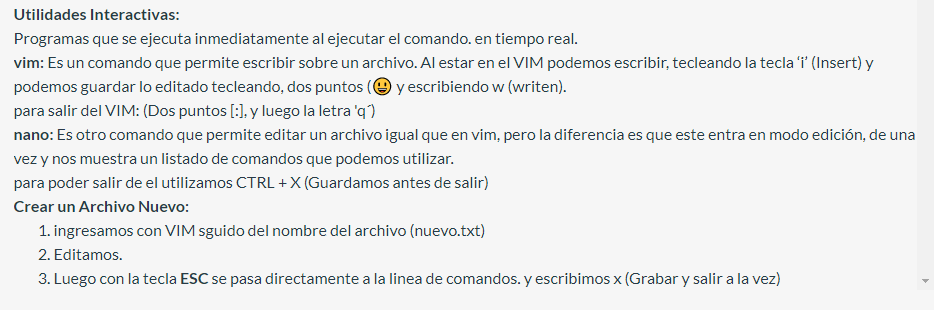 Utilidades Interactivas:
Programas que se ejecuta inmediatamente al ejecutar el comando. en tiempo real.
vim: Es un comando que permite escribir sobre un archivo. Al estar en el VIM podemos escribir, tecleando la tecla ‘i’ (Insert) y
podemos guardar lo editado tecleando, dos puntos (😃 y escribiendo w (writen).
para salir del VIM: (Dos puntos [:], y luego la letra 'q´)
nano: Es otro comando que permite editar un archivo igual que en vim, pero la diferencia es que este entra en modo edición, de una
vez y nos muestra un listado de comandos que podemos utilizar.
para poder salir de el utilizamos CTRL + X (Guardamos antes de salir)
Crear un Archivo Nuevo:
1. ingresamos con VIM sguido del nombre del archivo (nuevo.txt)
2. Editamos.
3. Luego con la tecla ESC se pasa directamente a la linea de comandos. y escribimos x (Grabar y salir a la vez)